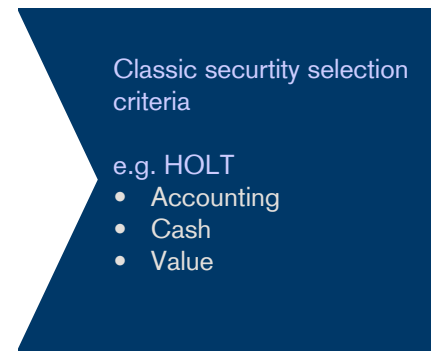 Classic securtity selection
criteria
e.g. HOLT
• Accounting
• Cash
• Value